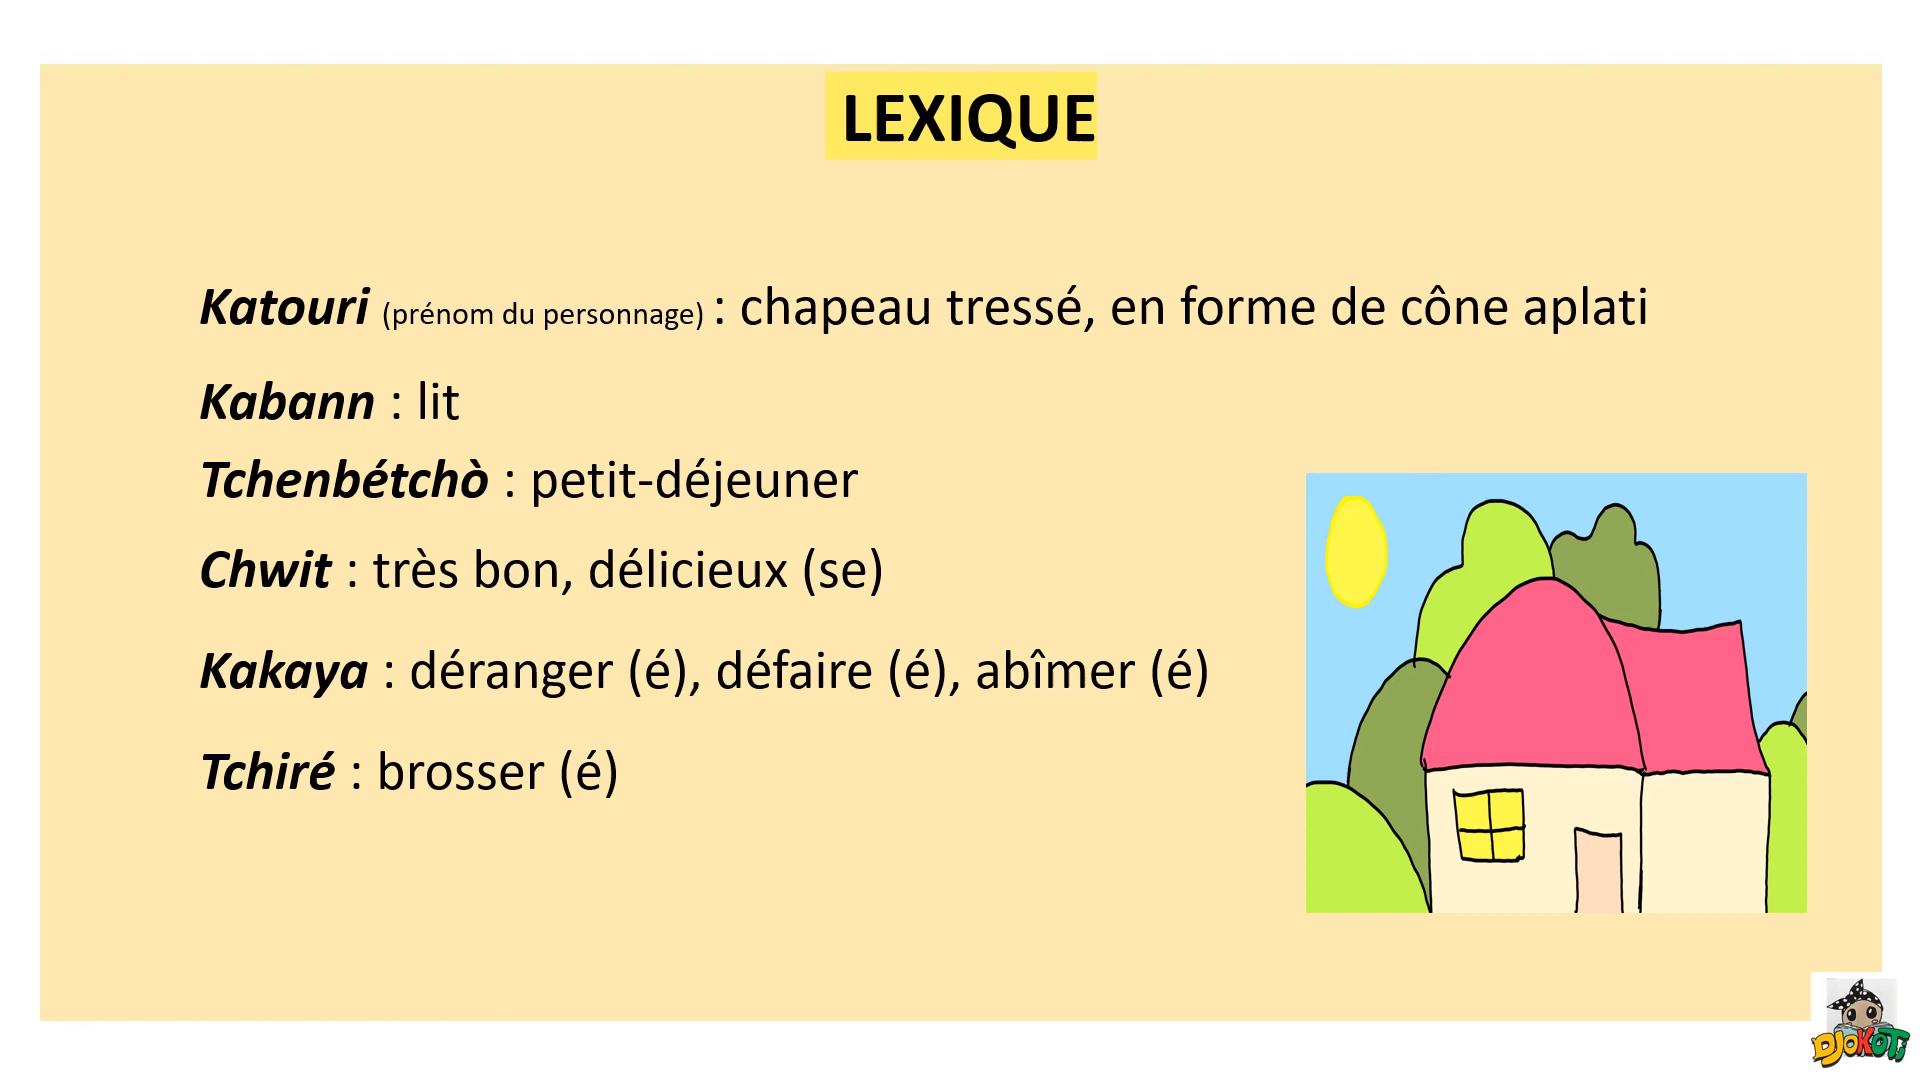 LEXIQUE
Katouri (prénom du personnage) : chapeau tressé, en forme de cône aplati
Kabann : lit
Tchenbétchò : petit-déjeuner
Chwit : très bon, délicieux (se)
Kakaya : déranger (é), défaire (é), abîmer (é)
Tchiré : brosser (é)
DJOKOTI